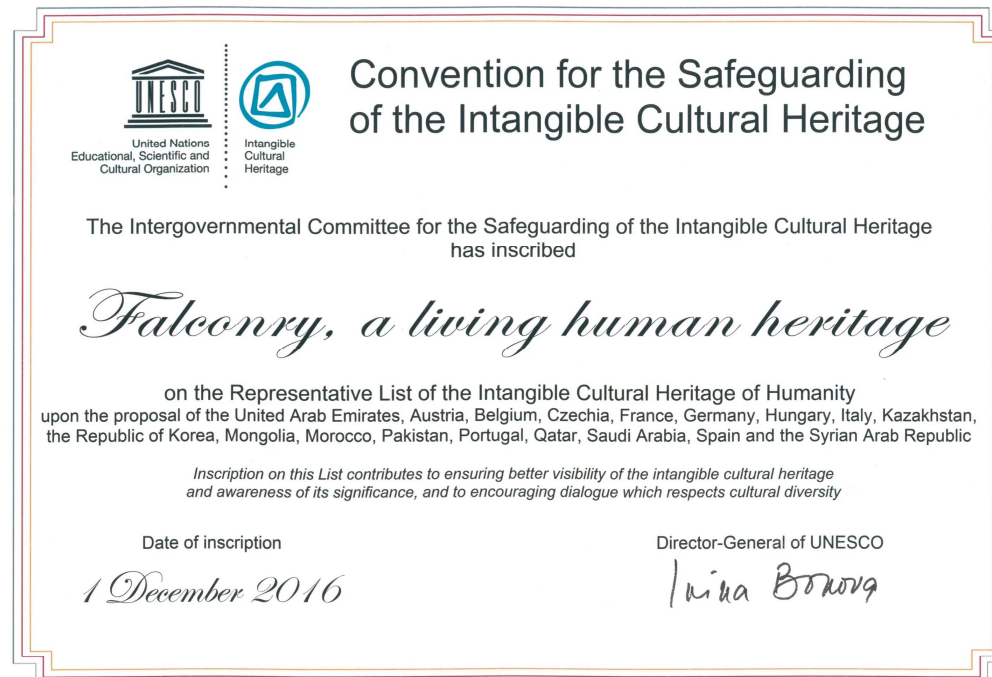 UNESCO
United Nations
Educational, Scientific and
Cultural Organization
Intangible
Cultural
Heritage
Convention for the Safeguarding
of the Intangible Cultural Heritage
The Intergovernmental Committee for the Safeguarding of the Intangible Cultural Heritage
has inscribed
Falconry, a living human heritage
on the Representative List of the Intangible Cultural Heritage of Humanity
upon the proposal of the United Arab Emirates, Austria, Belgium, Czechia, France, Germany, Hungary, Italy, Kazakhstan,
the Republic of Korea, Mongolia, Morocco, Pakistan, Portugal, Qatar, Saudi Arabia, Spain and the Syrian Arab Republic
Inscription on this List contributes to ensuring better visibility of the intangible cultural heritage
and awareness of its significance, and to encouraging dialogue which respects cultural diversity
Date of inscription
1 December 2016
Director-General of UNESCO
Irina Bokova